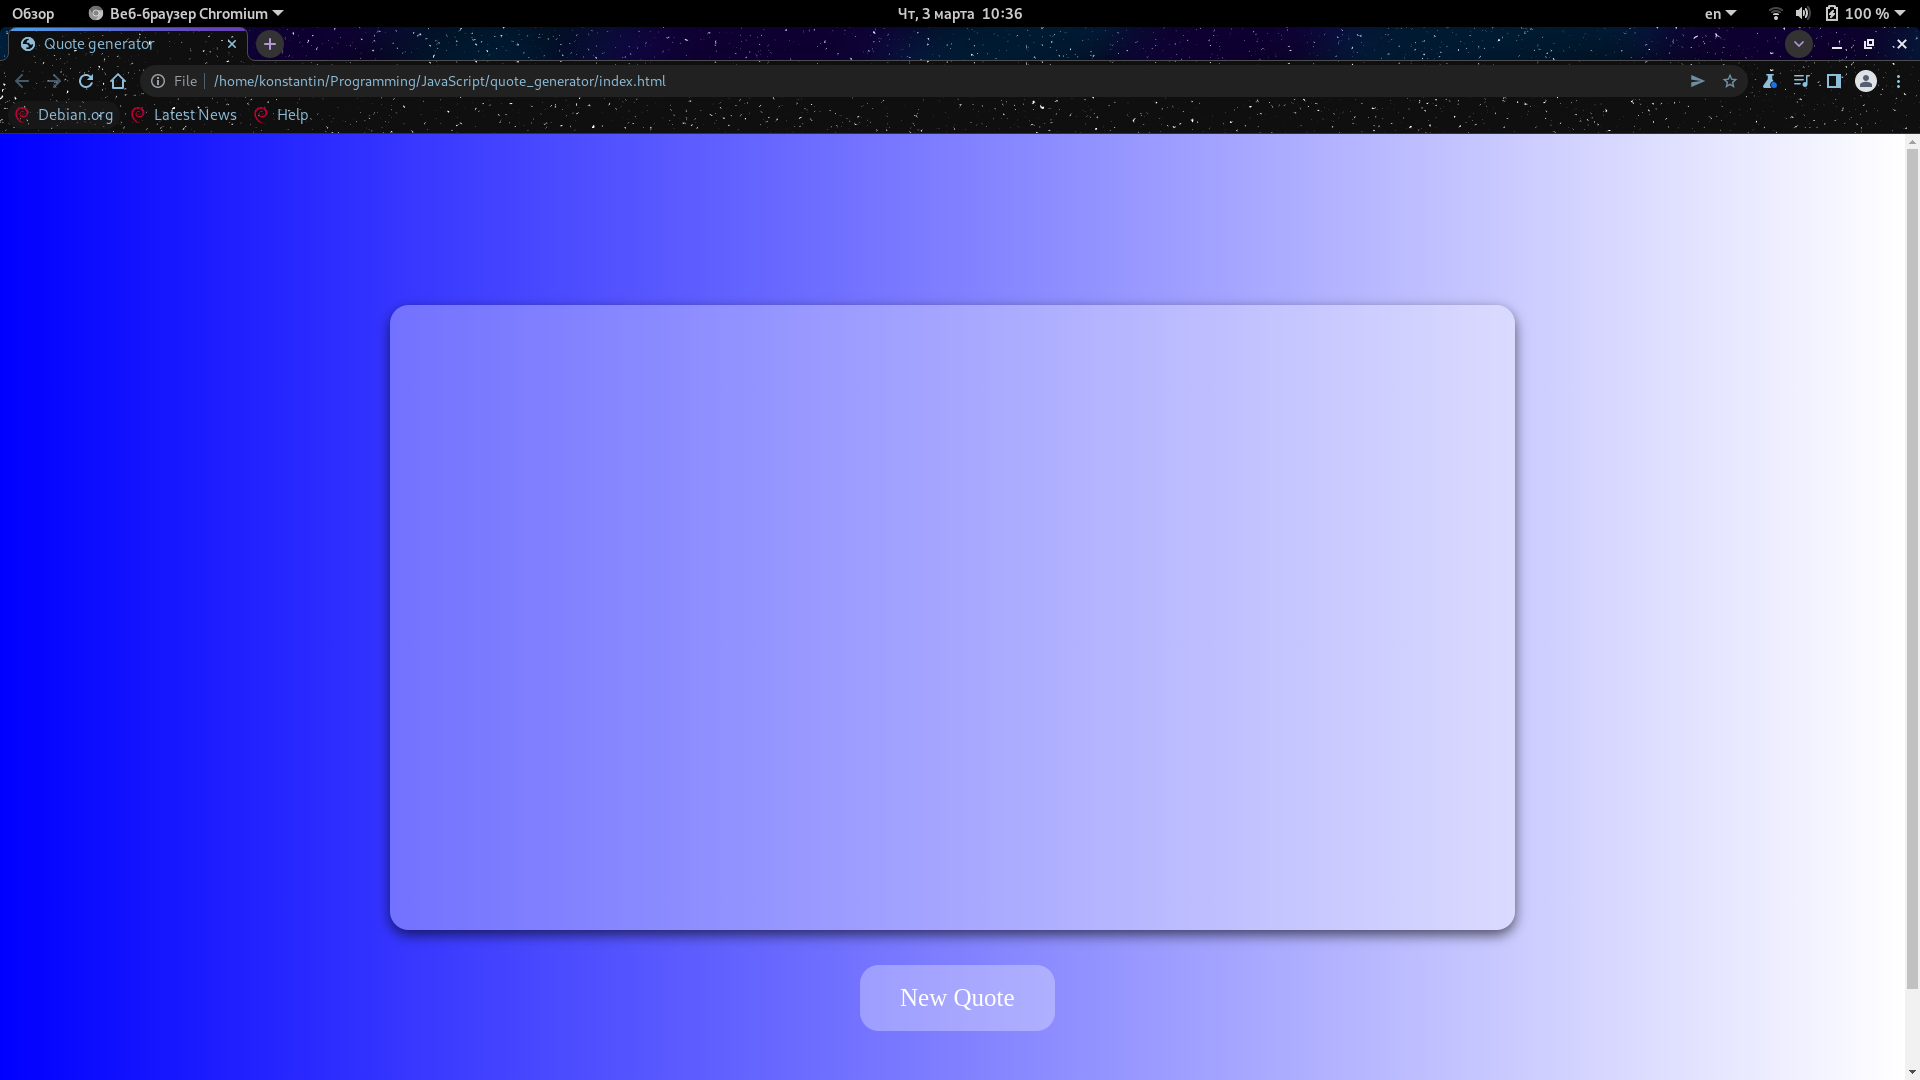 Обзор Веб-браузер Chromium Чт, 3 марта 10:36 en 100 %
Quote generator
File /home/konstantin/Programming/JavaScript/quote_generator/index.html
Debian.org Latest News Help
New Quote